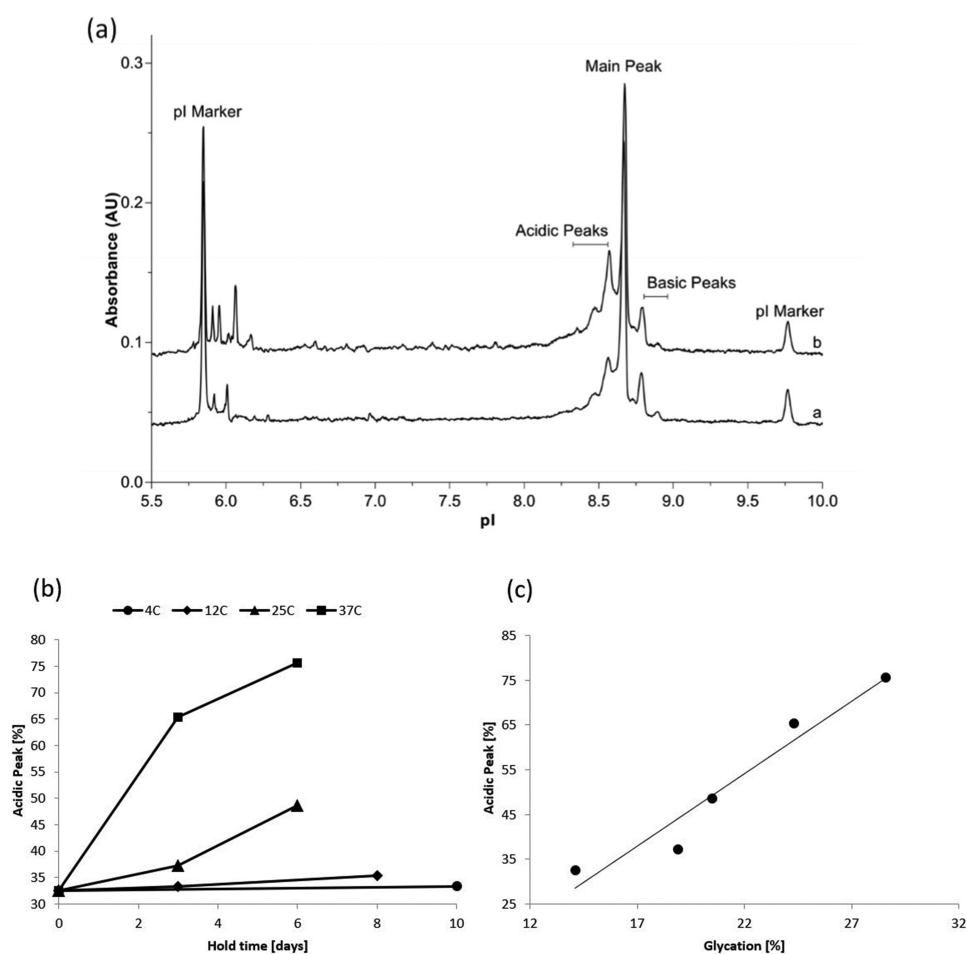 (a)
Main Peak
pI Marker
Acidic Peaks
Basic Peaks
pI Marker
b
a
Absorbance (AU)
0.3
0.2
0.1
0.0
5.5 6.0 6.5 7.0 7.5 8.0 8.5 9.0 9.5 10.0
pI
(b)
4C 12C 25C 37C
Acidic Peak [%]
80
75
70
65
60
55
50
45
40
35
30
0 2 4 6 8 10
Hold time [days]
(c)
Acidic Peak [%]
85
75
65
55
45
35
25
12 17 22 27 32
Glycation [%]